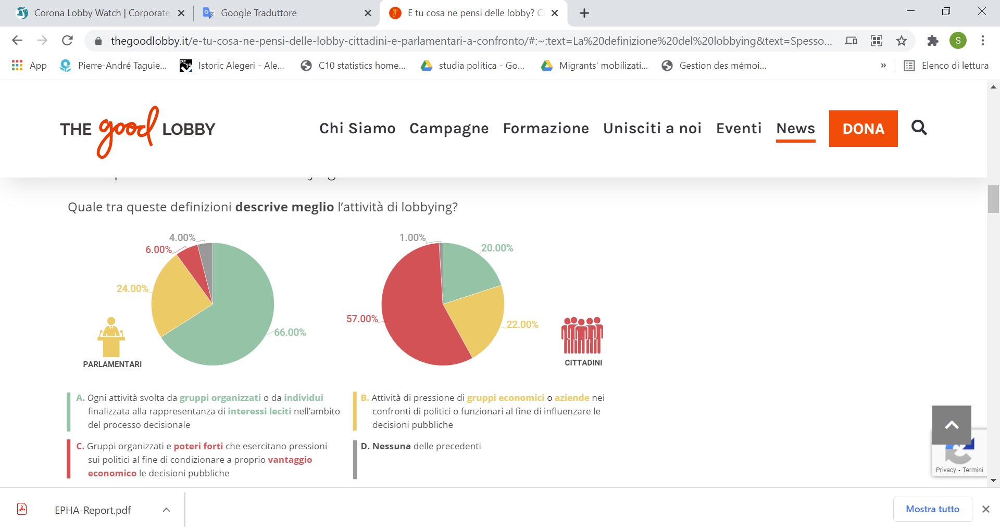 Corona Lobby Watch | Corporate
Google Traduttore
E tu cosa ne pensi delle lobby? Ci
thegoodlobby.it/e-tu-cosa-ne-pensi-delle-lobby-cittadini-e-parlamentari-a-confronto/#:~:text=La%20definizione%20del%20lobbying&text=Spesso...
S
App
Pierre-André Taguie...
Istoric Alegeri - Ale...
C10 statistics home...
studia politica - Go...
Migrants' mobilizati...
Gestion des mémoi...
»
Elenco di lettura
THE good LOBBY
Chi Siamo
Campagne
Formazione
Unisciti a noi
Eventi
News
DONA
Quale tra queste definizioni descrive meglio l'attività di lobbying?
4.00%
6.00%
24.00%
66.00%
PARLAMENTARI
1.00%
20.00%
57.00%
22.00%
CITTADINI
A. Ogni attività svolta da gruppi organizzati o da individui
finalizzata alla rappresentanza di interessi leciti nell'ambito
del processo decisionale
B. Attività di pressione di gruppi economici o aziende nei
confronti di politici o funzionari al fine di influenzare le
decisioni pubbliche
C. Gruppi organizzati e poteri forti che esercitano pressioni
sui politici al fine di condizionare a proprio vantaggio
economico le decisioni pubbliche
D. Nessuna delle precedenti
Privacy - Termini
EPHA-Report.pdf
Mostra tutto